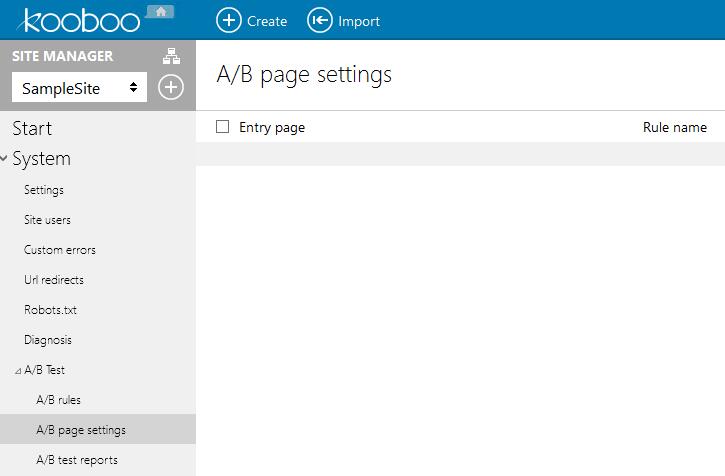 kooboo
Create
Import
SITE MANAGER
SampleSite
A/B page settings
Entry page
Rule name
Start
System
Settings
Site users
Custom errors
Url redirects
Robots.txt
Diagnosis
A/B Test
A/B rules
A/B page settings
A/B test reports